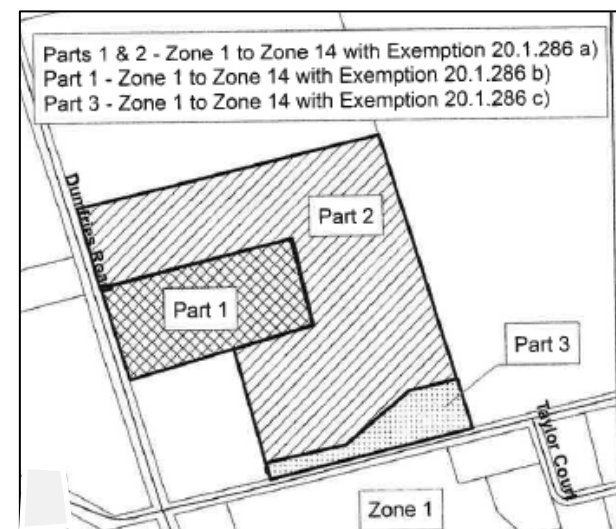 Parts 1 & 2 - Zone 1 to Zone 14 with Exemption 20.1.286 a)
Part 1 - Zone 1 to Zone 14 with Exemption 20.1.286 b)
Part 3 - Zone 1 to Zone 14 with Exemption 20.1.286 c)
Dumfries Road
Part 2
Part 1
Part 3
Taylor Court
Zone 1